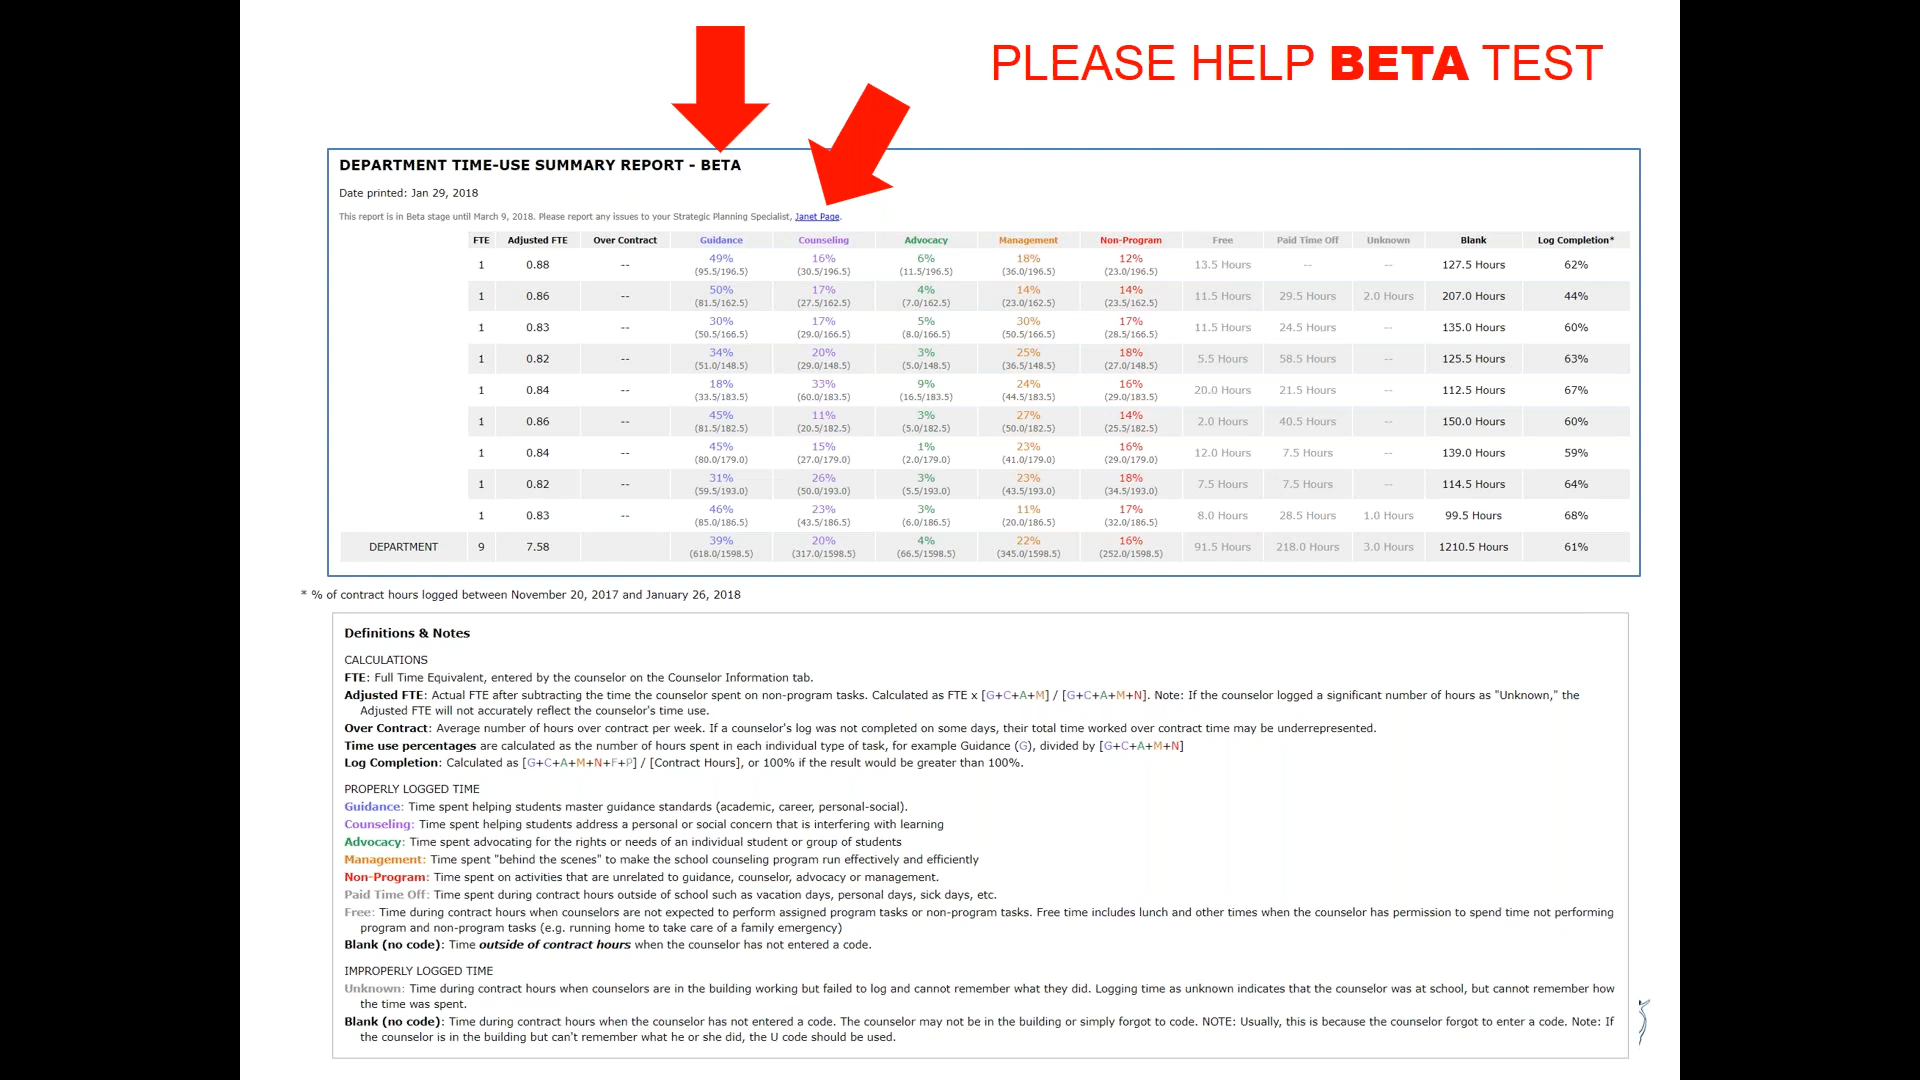 PLEASE HELP BETA TEST
DEPARTMENT TIME-USE SUMMARY REPORT - BETA
Date printed: Jan 29, 2018
This report is in Beta stage until March 9, 2018. Please report any issues to your Strategic Planning Specialist, Janet Page.
FTE Adjusted FTE Over Contract Guidance Counseling Advocacy Management Non-Program Free Paid Time Off Unknown Blank Log Completion*
1 0.88 -- 49% 16% 6% 18% 12% 13.5 Hours -- -- 127.5 Hours 62%
(95.5/196.5) (30.5/196.5) (11.5/196.5) (36.0/196.5) (23.0/196.5)
1 0.86 -- 50% 17% 4% 14% 14% 11.5 Hours 29.5 Hours 2.0 Hours 207.0 Hours 44%
(81.5/162.5) (27.5/162.5) (7.0/162.5) (23.0/162.5) (23.5/162.5)
1 0.83 -- 30% 17% 5% 30% 17% 11.5 Hours 24.5 Hours -- 135.0 Hours 60%
(50.5/166.5) (29.0/166.5) (8.0/166.5) (50.5/166.5) (28.5/166.5)
1 0.82 -- 34% 20% 3% 25% 18% 5.5 Hours 58.5 Hours -- 125.5 Hours 63%
(51.0/148.5) (29.0/148.5) (5.0/148.5) (36.5/148.5) (27.0/148.5)
1 0.84 -- 18% 33% 9% 24% 16% 20.0 Hours 21.5 Hours -- 112.5 Hours 67%
(33.5/183.5) (60.0/183.5) (16.5/183.5) (44.5/183.5) (29.0/183.5)
1 0.86 -- 45% 11% 3% 27% 14% 2.0 Hours 40.5 Hours -- 150.0 Hours 60%
(81.5/182.5) (20.5/182.5) (5.0/182.5) (50.0/182.5) (25.5/182.5)
1 0.84 -- 45% 15% 1% 23% 16% 12.0 Hours 7.5 Hours -- 139.0 Hours 59%
(80.0/179.0) (27.0/179.0) (2.0/179.0) (41.0/179.0) (29.0/179.0)
1 0.82 -- 31% 26% 3% 23% 18% 7.5 Hours 7.5 Hours -- 114.5 Hours 64%
(59.5/193.0) (50.0/193.0) (5.5/193.0) (43.5/193.0) (34.5/193.0)
1 0.83 -- 46% 23% 3% 11% 17% 8.0 Hours 28.5 Hours 1.0 Hours 99.5 Hours 68%
(85.0/186.5) (43.5/186.5) (6.0/186.5) (20.0/186.5) (32.0/186.5)
DEPARTMENT 9 7.58 39% 20% 4% 22% 16% 91.5 Hours 218.0 Hours 3.0 Hours 1210.5 Hours 61%
(618.0/1598.5) (317.0/1598.5) (66.5/1598.5) (345.0/1598.5) (252.0/1598.5)
* % of contract hours logged between November 20, 2017 and January 26, 2018
Definitions & Notes
CALCULATIONS
FTE: Full Time Equivalent, entered by the counselor on the Counselor Information tab.
Adjusted FTE: Actual FTE after subtracting the time the counselor spent on non-program tasks. Calculated as FTE x [G+C+A+M] / [G+C+A+M+N]. Note: If the counselor logged a significant number of hours as "Unknown," the
Adjusted FTE will not accurately reflect the counselor's time use.
Over Contract: Average number of hours over contract per week. If a counselor's log was not completed on some days, their total time worked over contract time may be underrepresented.
Time use percentages are calculated as the number of hours spent in each individual type of task, for example Guidance (G), divided by [G+C+A+M+N]
Log Completion: Calculated as [G+C+A+M+N+F+P] / [Contract Hours], or 100% if the result would be greater than 100%.
PROPERLY LOGGED TIME
Guidance: Time spent helping students master guidance standards (academic, career, personal-social).
Counseling: Time spent helping students address a personal or social concern that is interfering with learning
Advocacy: Time spent advocating for the rights or needs of an individual student or group of students
Management: Time spent "behind the scenes" to make the school counseling program run effectively and efficiently
Non-Program: Time spent on activities that are unrelated to guidance, counselor, advocacy or management.
Paid Time Off: Time spent during contract hours outside of school such as vacation days, personal days, sick days, etc.
Free: Time during contract hours when counselors are not expected to perform assigned program tasks or non-program tasks. Free time includes lunch and other times when the counselor has permission to spend time not performing
program and non-program tasks (e.g. running home to take care of a family emergency)
Blank (no code): Time outside of contract hours when the counselor has not entered a code.
IMPROPERLY LOGGED TIME
Unknown: Time during contract hours when counselors are in the building working but failed to log and cannot remember what they did. Logging time as unknown indicates that the counselor was at school, but cannot remember how
the time was spent.
Blank (no code): Time during contract hours when the counselor has not entered a code. The counselor may not be in the building or simply forgot to code. NOTE: Usually, this is because the counselor forgot to enter a code. Note: If
the counselor is in the building but can't remember what he or she did, the U code should be used.